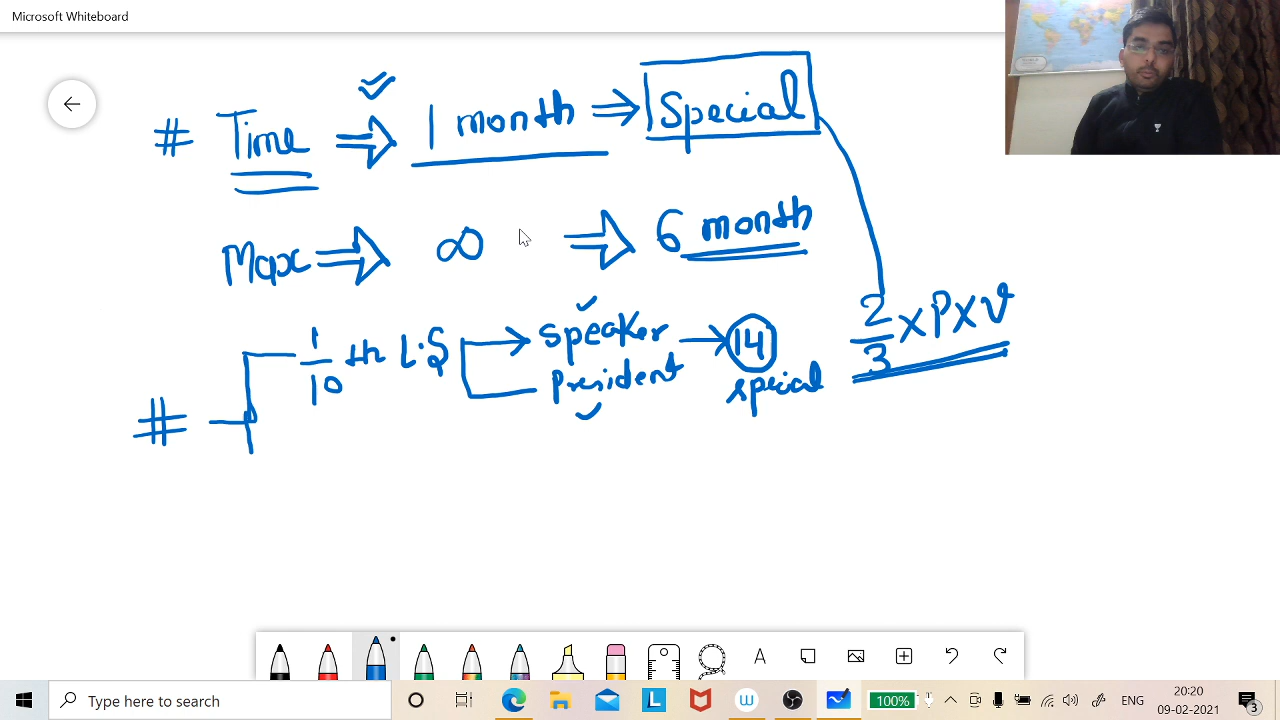 Microsoft Whiteboard
# Time ⇒ 1 month ⇒ Special
Max ⇒ ∞ ⇒ 6 month
2/3 x P x V
# 1/10 th L.S → Speaker → 14
President special
A
Type here to search
100% ENG 20:20
09-02-2021
3